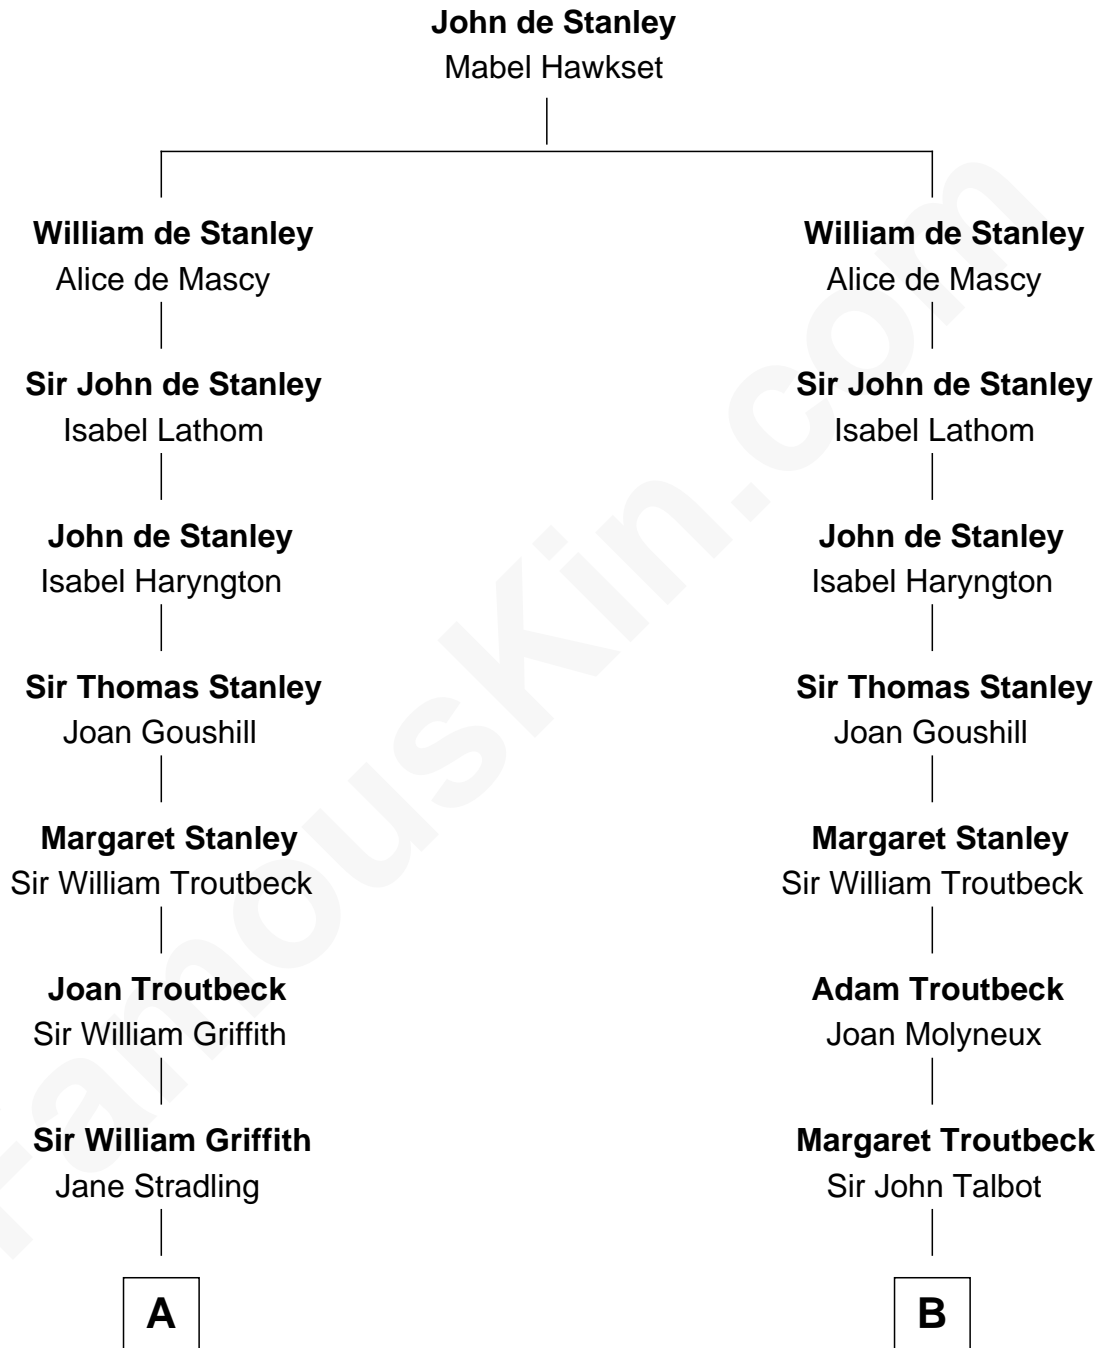 John de Stanley
Mabel Hawkset
William de Stanley
Alice de Mascy
William de Stanley
Alice de Mascy
Sir John de Stanley
Isabel Lathom
Sir John de Stanley
Isabel Lathom
John de Stanley
Isabel Haryngton
John de Stanley
Isabel Haryngton
Sir Thomas Stanley
Joan Goushill
Sir Thomas Stanley
Joan Goushill
Margaret Stanley
Sir William Troutbeck
Margaret Stanley
Sir William Troutbeck
Joan Troutbeck
Sir William Griffith
Adam Troutbeck
Joan Molyneux
Sir William Griffith
Jane Stradling
Margaret Troutbeck
Sir John Talbot
A
B
FamousKin.com